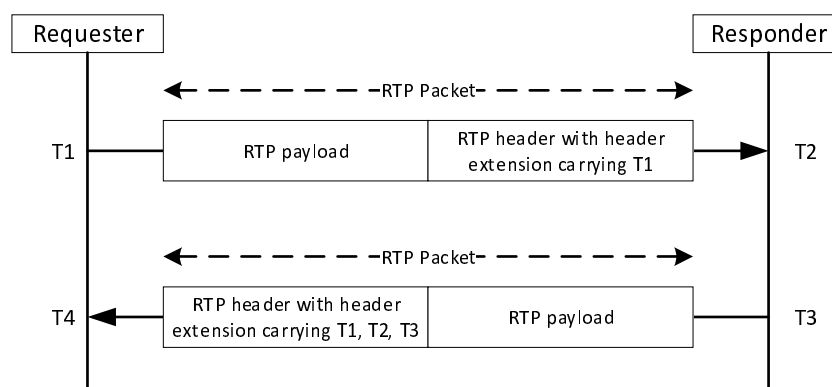 Requester
Responder
RTP Packet
T1
RTP payload
RTP header with header
extension carrying T1
T2
RTP Packet
T4
RTP header with header
extension carrying T1, T2, T3
RTP payload
T3